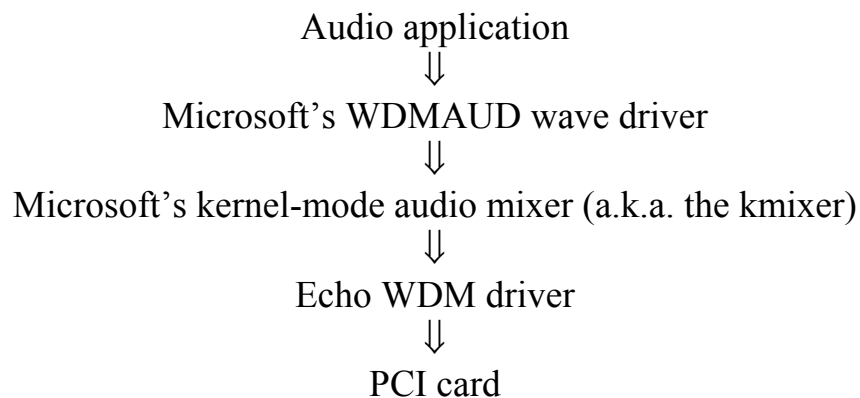 Audio application
⇓
Microsoft’s WDMAUD wave driver
⇓
Microsoft’s kernel-mode audio mixer (a.k.a. the kmixer)
⇓
Echo WDM driver
⇓
PCI card